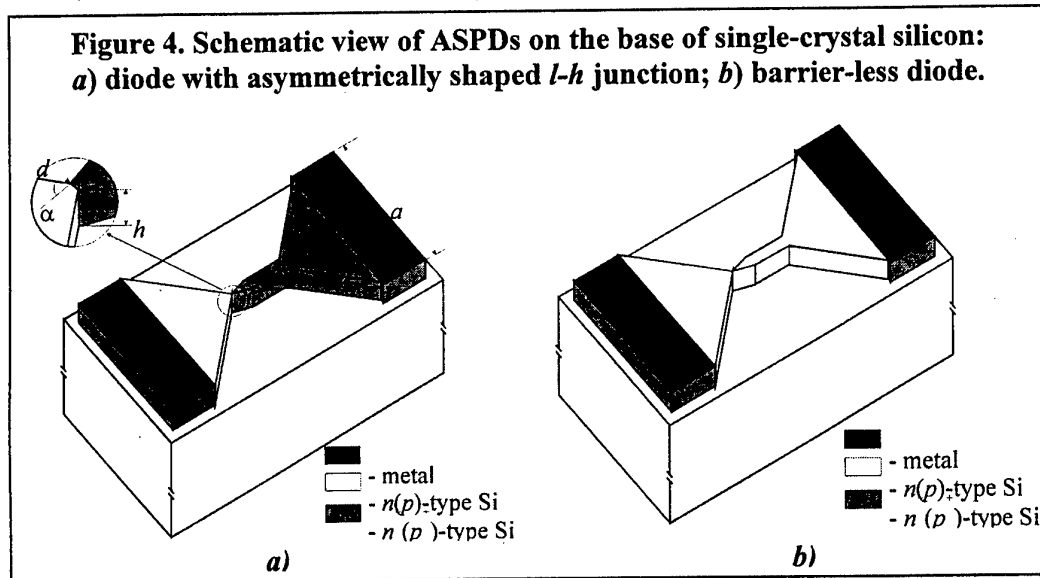 Figure 4. Schematic view of ASPDs on the base of single-crystal silicon:
a) diode with asymmetrically shaped l-h junction; b) barrier-less diode.
d
α
h
a
- metal
- n(p)-type Si
- n (p )-type Si
a)
- metal
- n(p)-type Si
- n (p )-type Si
b)